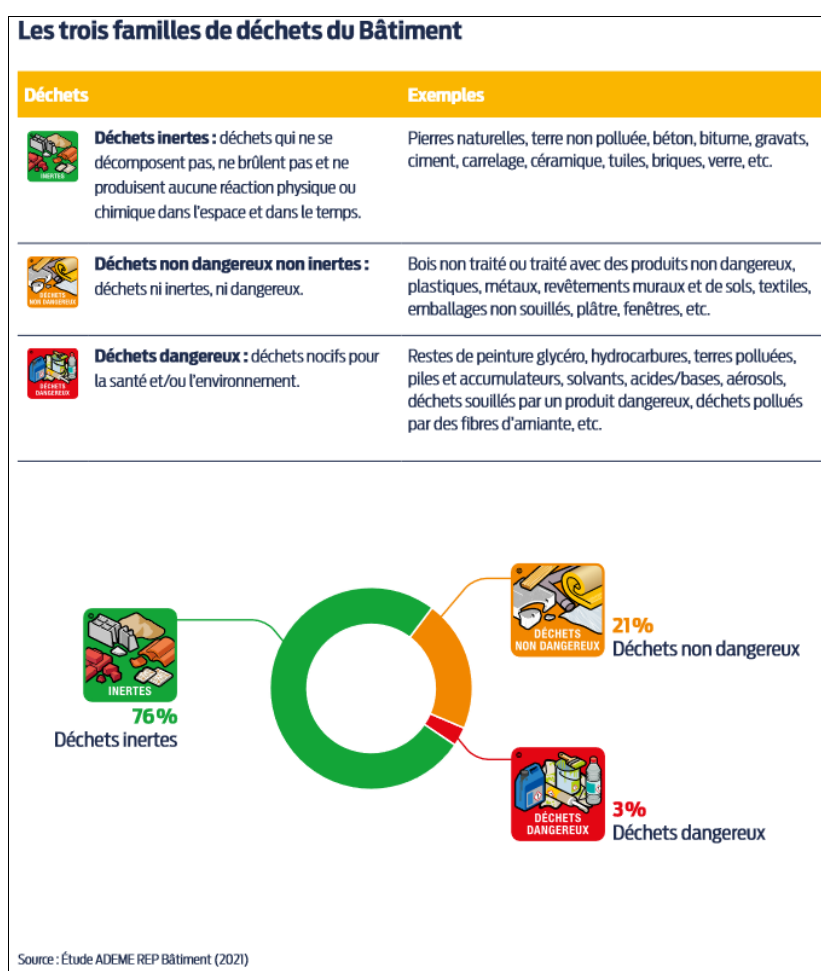 Les trois familles de déchets du Bâtiment
Déchets
Exemples
INERTES
Déchets inertes : déchets qui ne se
décomposent pas, ne brûlent pas et ne
produisent aucune réaction physique ou
chimique dans l'espace et dans le temps.
Pierres naturelles, terre non polluée, béton, bitume, gravats,
ciment, carrelage, céramique, tuiles, briques, verre, etc.
DÉCHETS
NON DANGEREUX
Déchets non dangereux non inertes :
déchets ni inertes, ni dangereux.
Bois non traité ou traité avec des produits non dangereux,
plastiques, métaux, revêtements muraux et de sols, textiles,
emballages non souillés, plâtre, fenêtres, etc.
DÉCHETS
DANGEREUX
Déchets dangereux : déchets nocifs pour
la santé et/ou l'environnement.
Restes de peinture glycéro, hydrocarbures, terres polluées,
piles et accumulateurs, solvants, acides/bases, aérosols,
déchets souillés par un produit dangereux, déchets pollués
par des fibres d'amiante, etc.
INERTES
76%
Déchets inertes
DÉCHETS
NON DANGEREUX
21%
Déchets non dangereux
DÉCHETS
DANGEREUX
3%
Déchets dangereux
Source : Étude ADEME REP Bâtiment (2021)